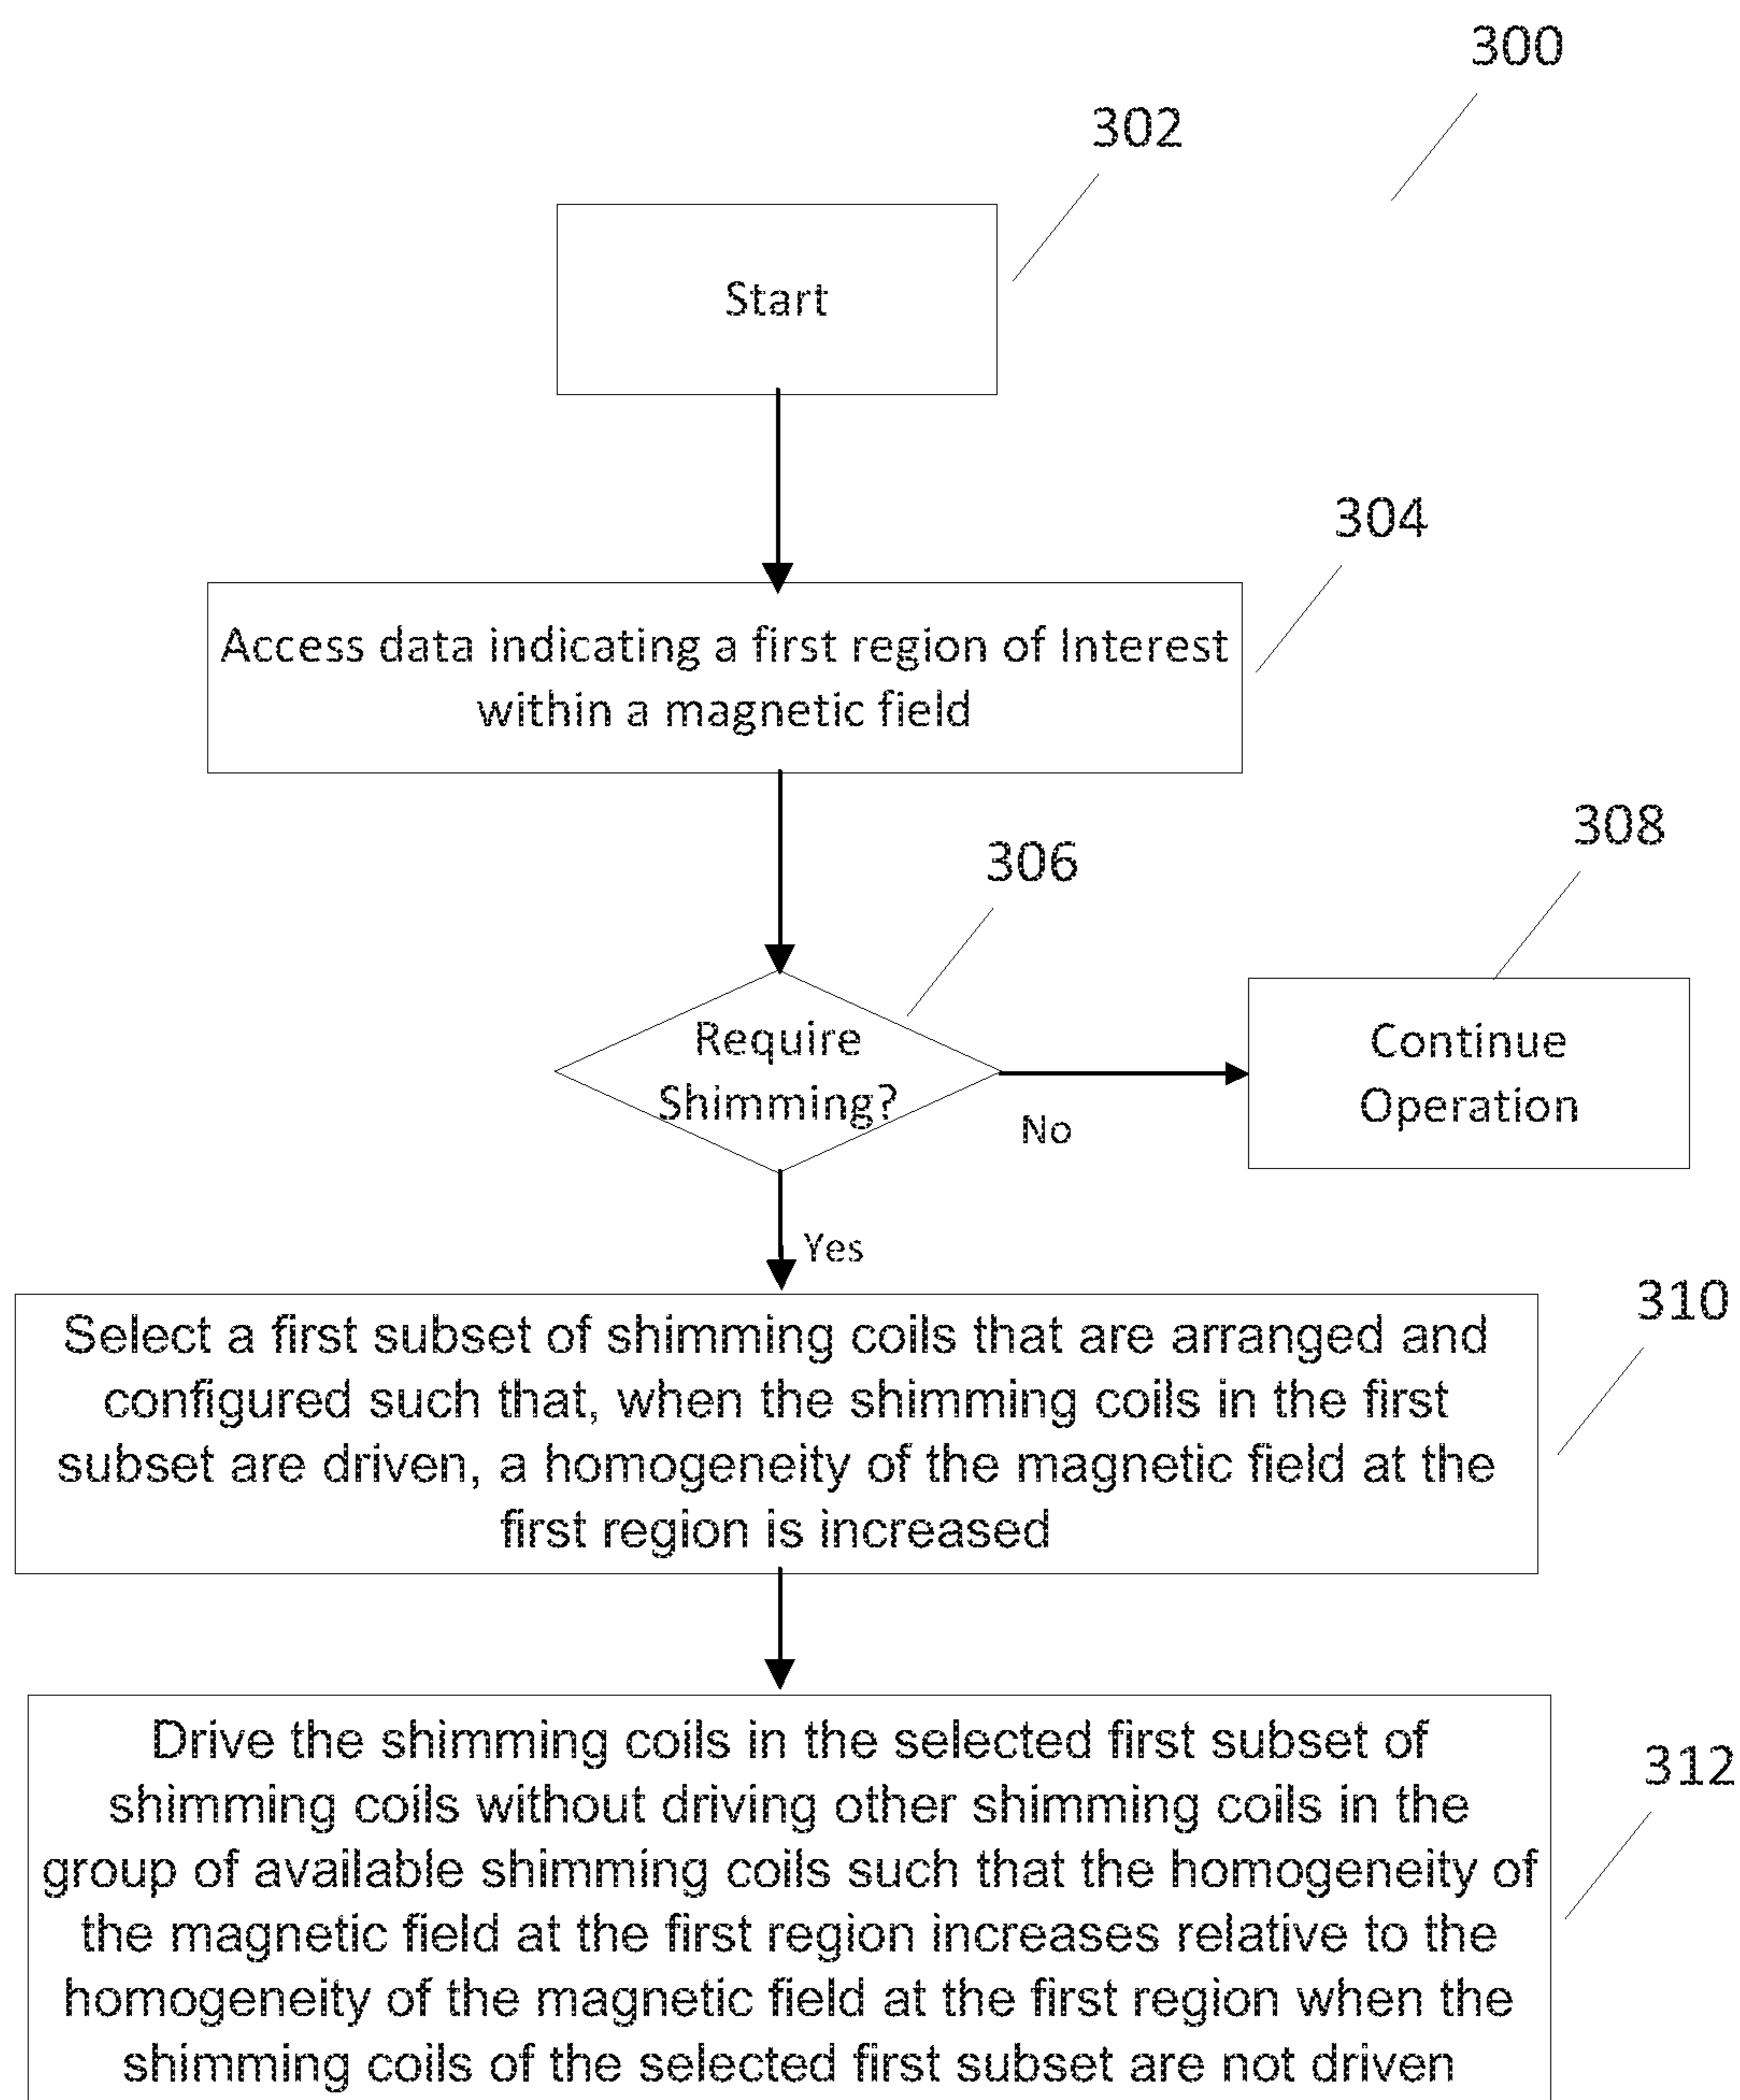 300
302
Start
304
Access data indicating a first region of Interest
within a magnetic field
306
308
Require
Shimming?
Continue
Operation
No
Yes
310
Select a first subset of shimming coils that are arranged and
configured such that, when the shimming coils in the first
subset are driven, a homogeneity of the magnetic field at the
first region is increased
312
Drive the shimming coils in the selected first subset of
shimming coils without driving other shimming coils in the
group of available shimming coils such that the homogeneity of
the magnetic field at the first region increases relative to the
homogeneity of the magnetic field at the first region when the
shimming coils of the selected first subset are not driven